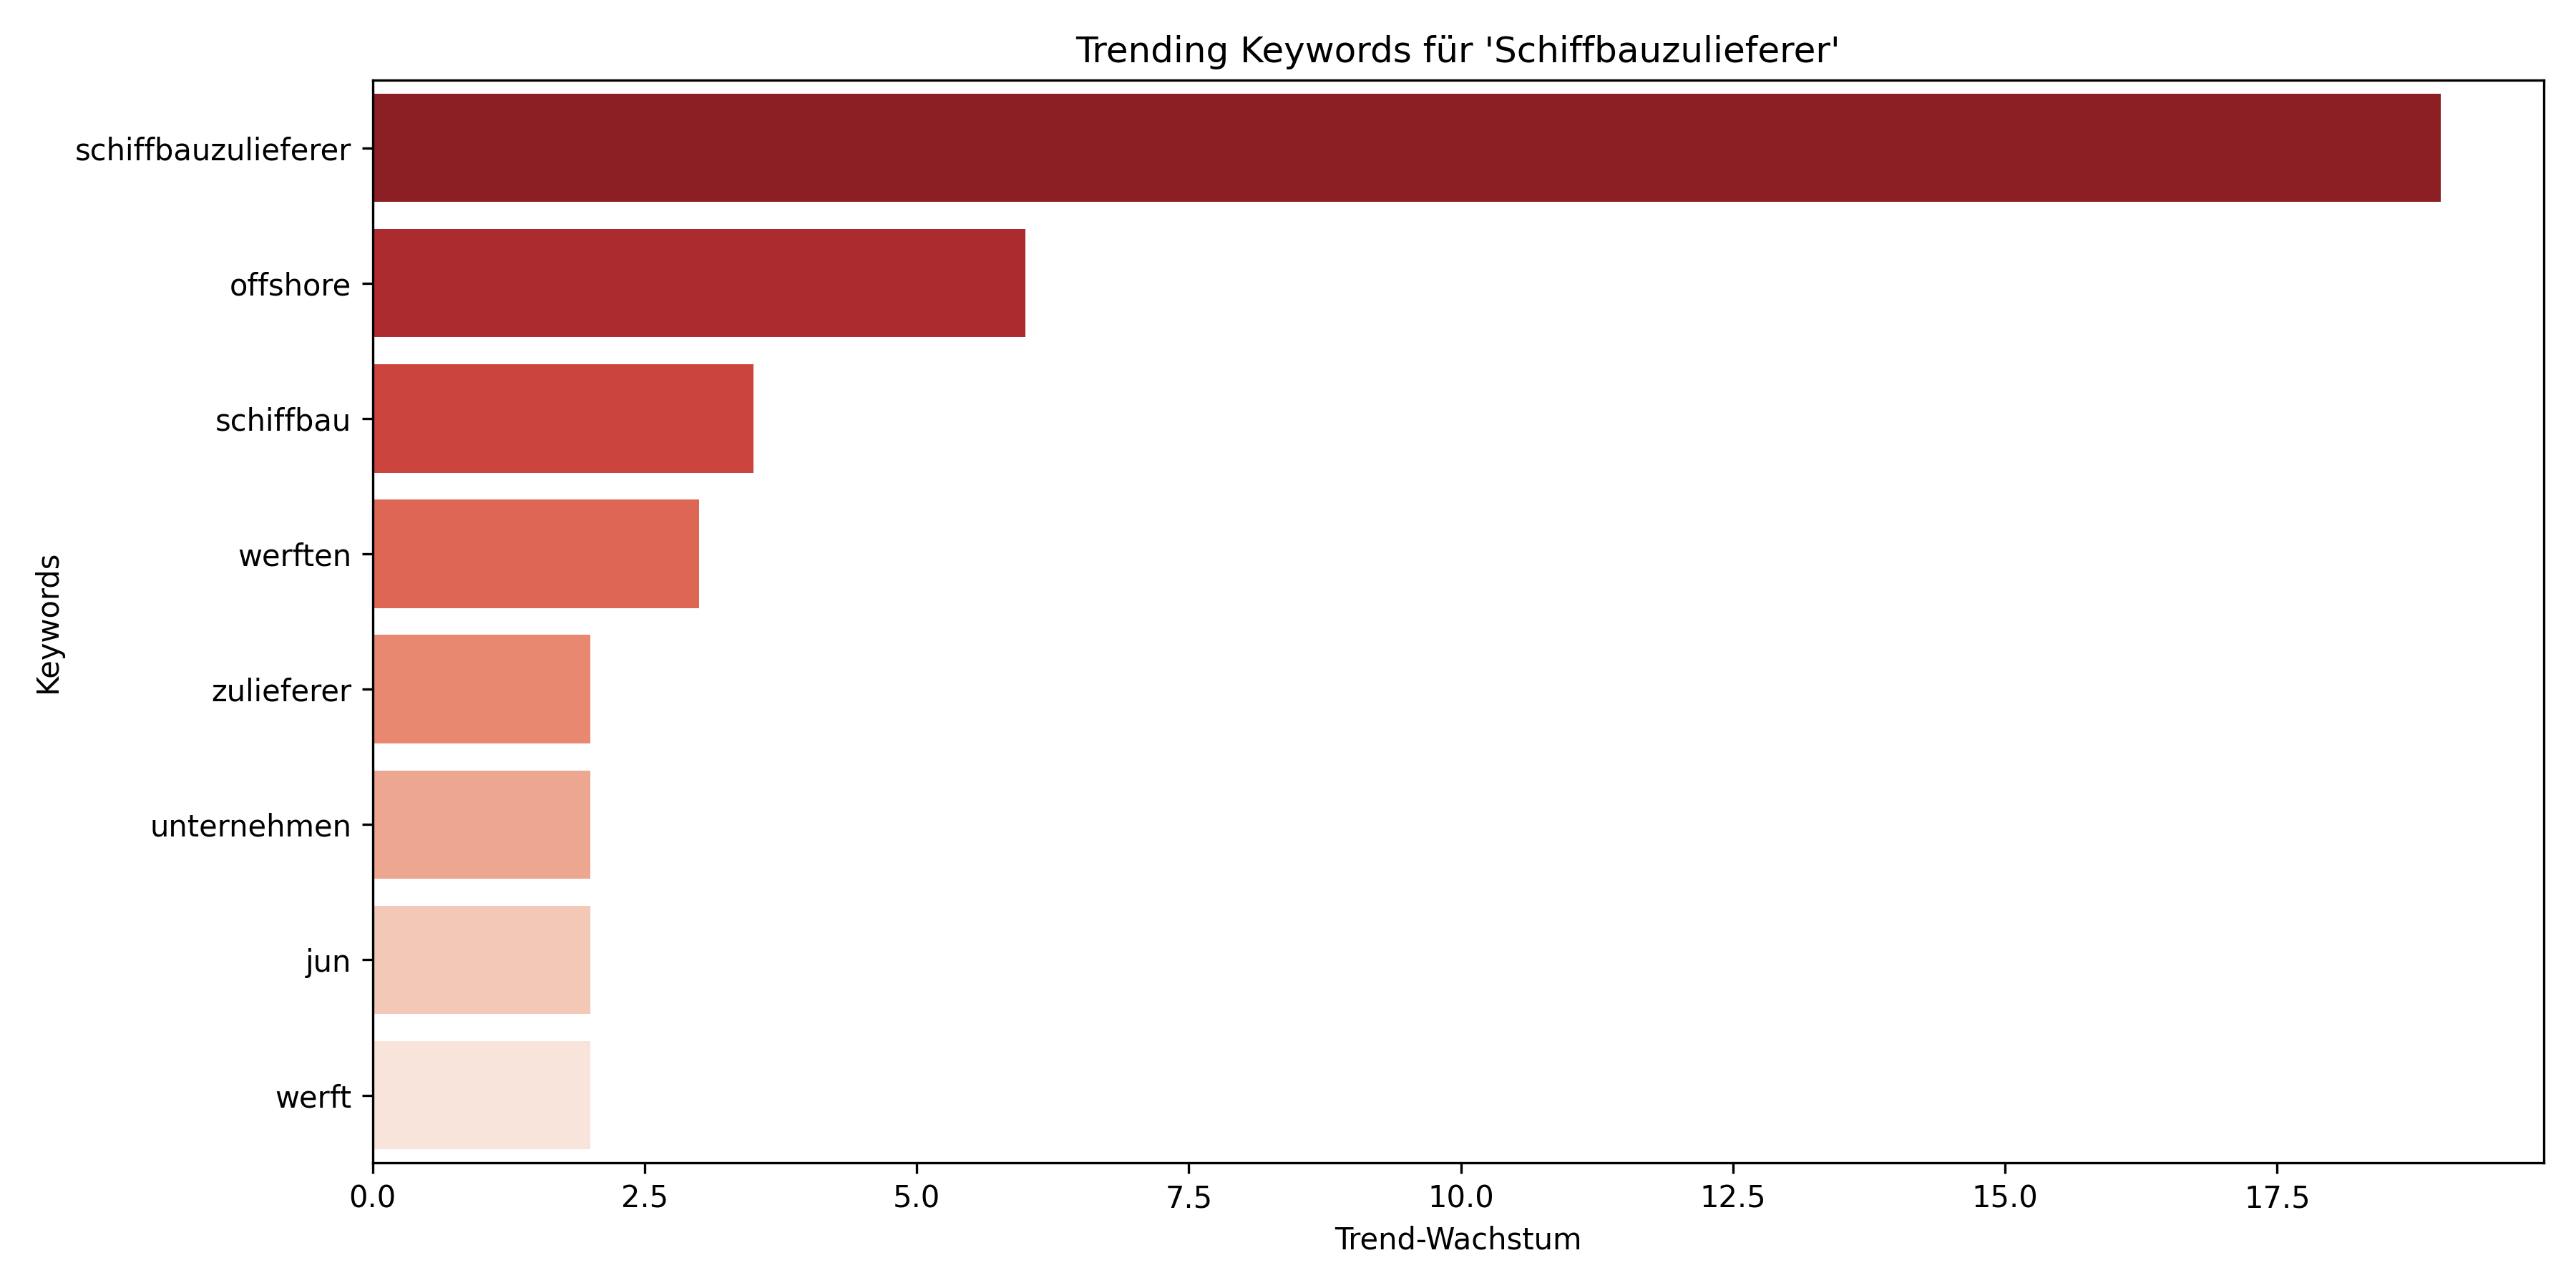 Trending Keywords für 'Schiffbauzulieferer'
schiffbauzulieferer
offshore
schiffbau
werften
zulieferer
unternehmen
jun
werft
Keywords
0.0 2.5 5.0 7.5 10.0 12.5 15.0 17.5
Trend-Wachstum